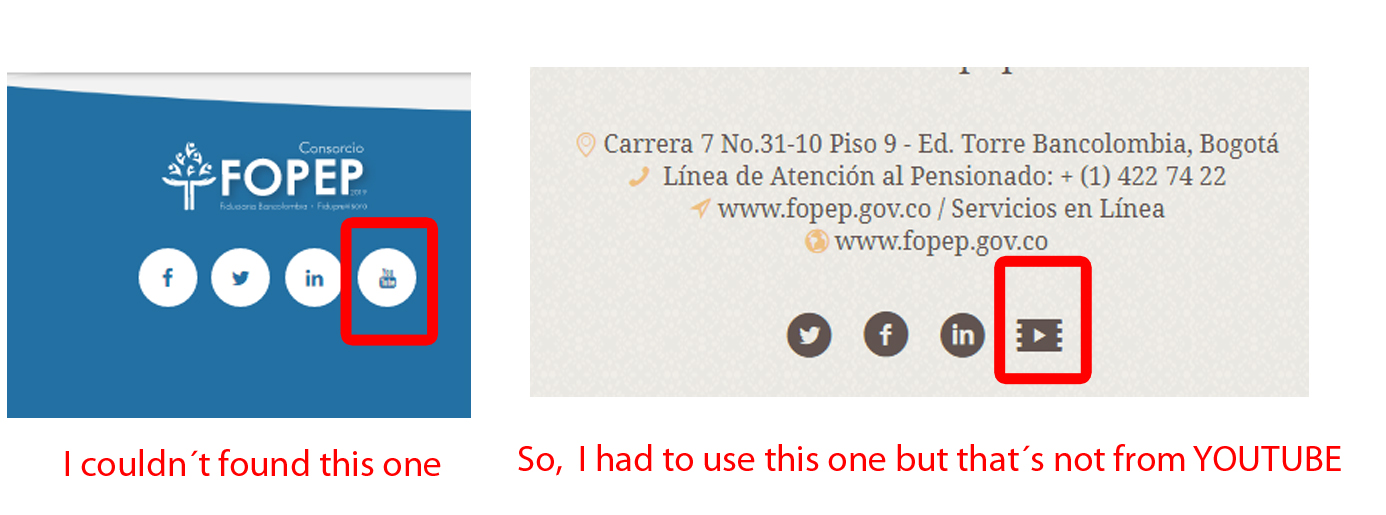 Consorcio
FOPEP
2019
Fiduciaria Bancolombia - Fiduprevisora
f
in
You
Tube
I couldn´t found this one
Carrera 7 No.31-10 Piso 9 - Ed. Torre Bancolombia, Bogotá
Línea de Atención al Pensionado: + (1) 422 74 22
www.fopep.gov.co / Servicios en Línea
www.fopep.gov.co
f
in
So, I had to use this one but that´s not from YOUTUBE